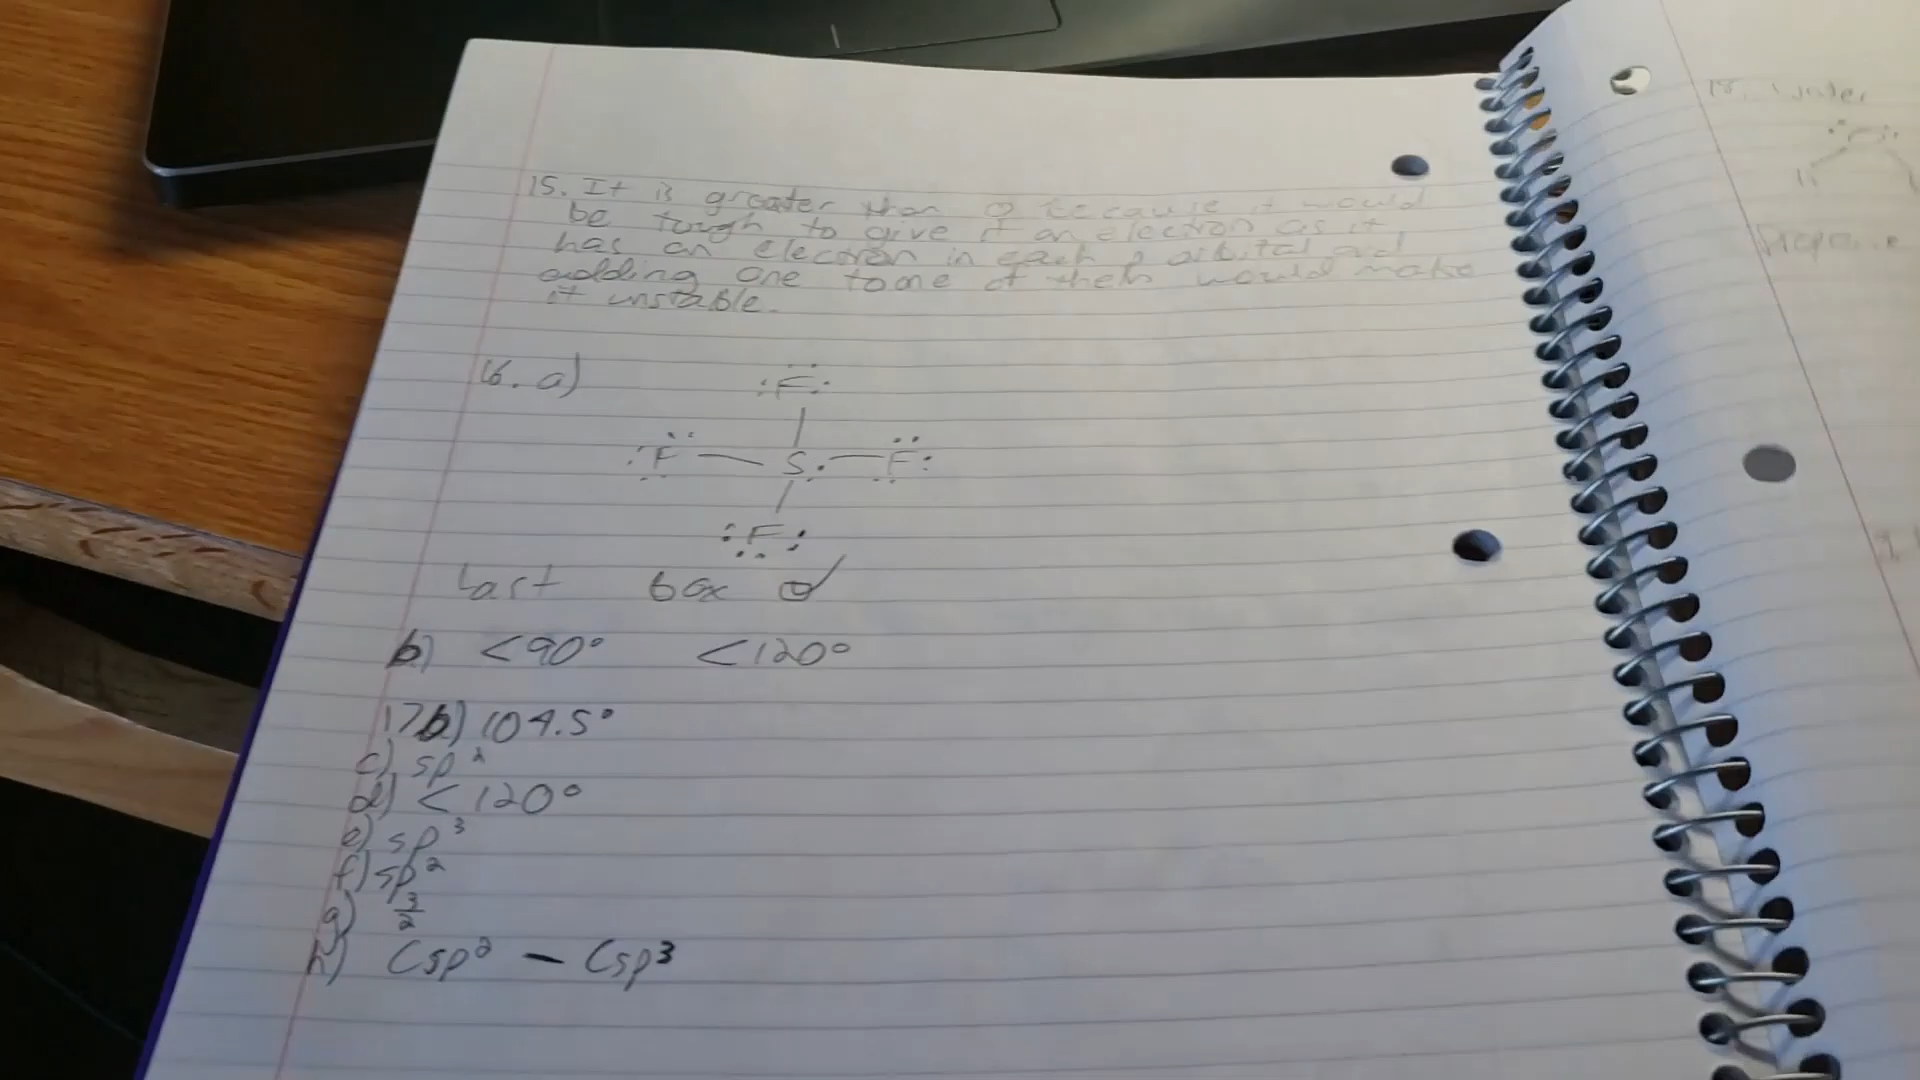 15. It is greater than 0 because it would
be tough to give it an electron as it
has an electron in each p orbital and
adding one to one of them would make
it unstable.
16. a)
:F:
:F — S — F:
:F:
last box
b) <90° <120°
17b) 104.5°
c) sp²
d) < 120°
e) sp³
f) sp²
g) 3/2
h) Csp² — Csp³
18.